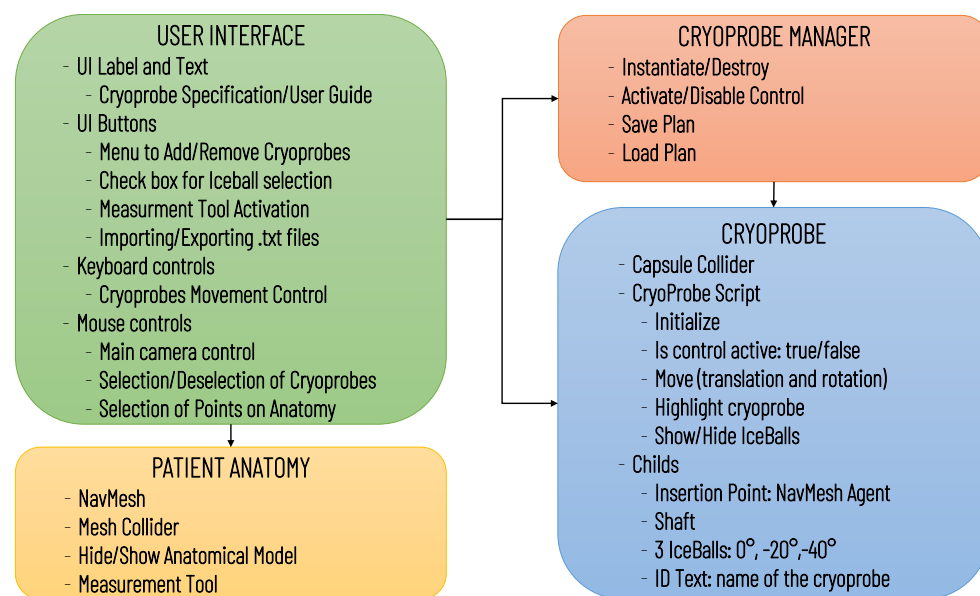 USER INTERFACE
- UI Label and Text
- Cryoprobe Specification/User Guide
- UI Buttons
- Menu to Add/Remove Cryoprobes
- Check box for Iceball selection
- Measurment Tool Activation
- Importing/Exporting .txt files
- Keyboard controls
- Cryoprobes Movement Control
- Mouse controls
- Main camera control
- Selection/Deselection of Cryoprobes
- Selection of Points on Anatomy
PATIENT ANATOMY
- NavMesh
- Mesh Collider
- Hide/Show Anatomical Model
- Measurement Tool
CRYOPROBE MANAGER
- Instantiate/Destroy
- Activate/Disable Control
- Save Plan
- Load Plan
CRYOPROBE
- Capsule Collider
- CryoProbe Script
- Initialize
- Is control active: true/false
- Move (translation and rotation)
- Highlight cryoprobe
- Show/Hide IceBalls
- Childs
- Insertion Point: NavMesh Agent
- Shaft
- 3 IceBalls: 0°, -20°,-40°
- ID Text: name of the cryoprobe